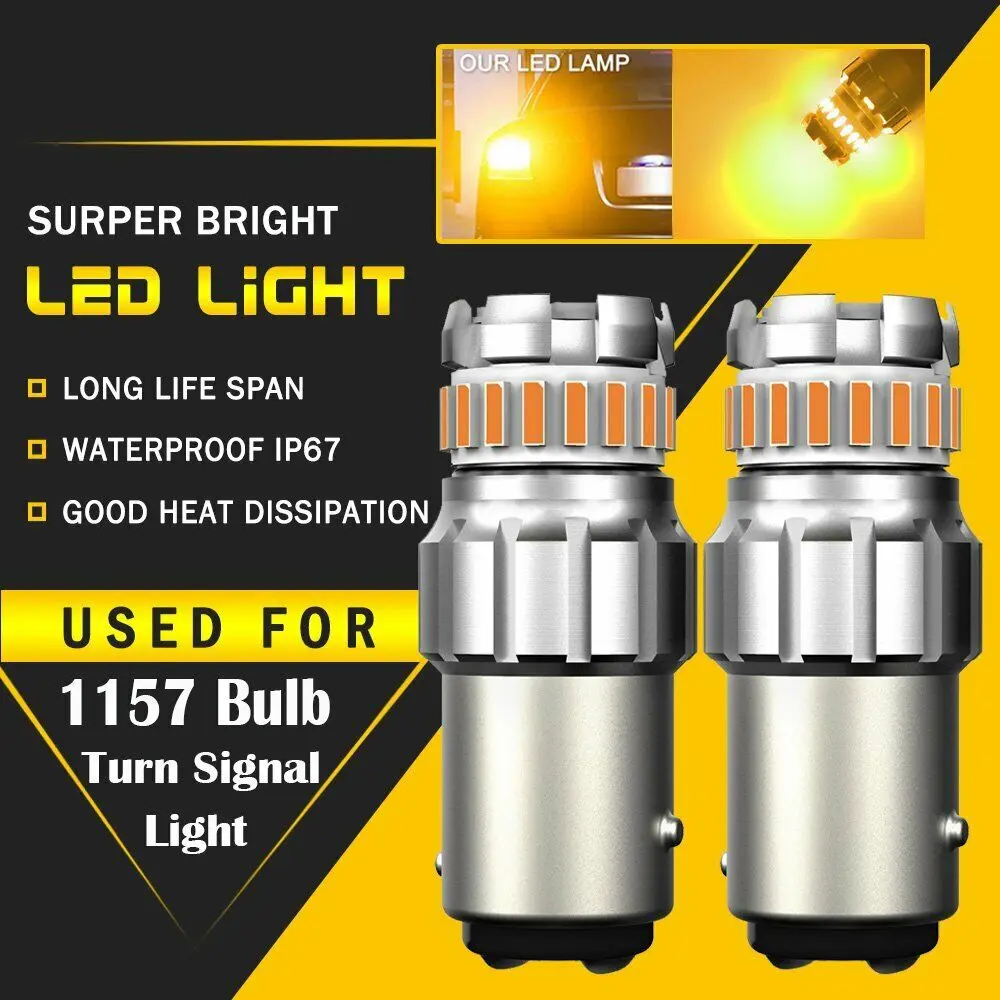 OUR LED LAMP
SURPER BRIGHT
LED LiGHT
LONG LIFE SPAN
WATERPROOF IP67
GOOD HEAT DISSIPATION
USED FOR
1157 Bulb
Turn Signal
Light